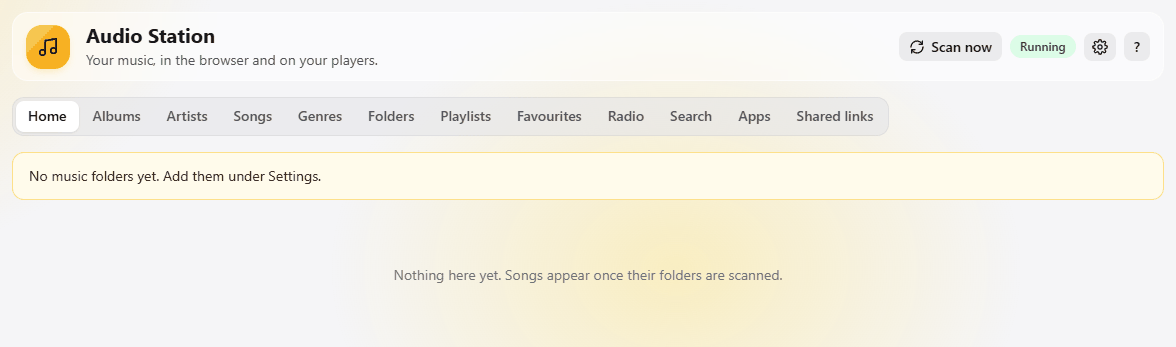 Audio Station
Your music, in the browser and on your players.
Scan now
Running
?
Home
Albums
Artists
Songs
Genres
Folders
Playlists
Favourites
Radio
Search
Apps
Shared links
No music folders yet. Add them under Settings.
Nothing here yet. Songs appear once their folders are scanned.